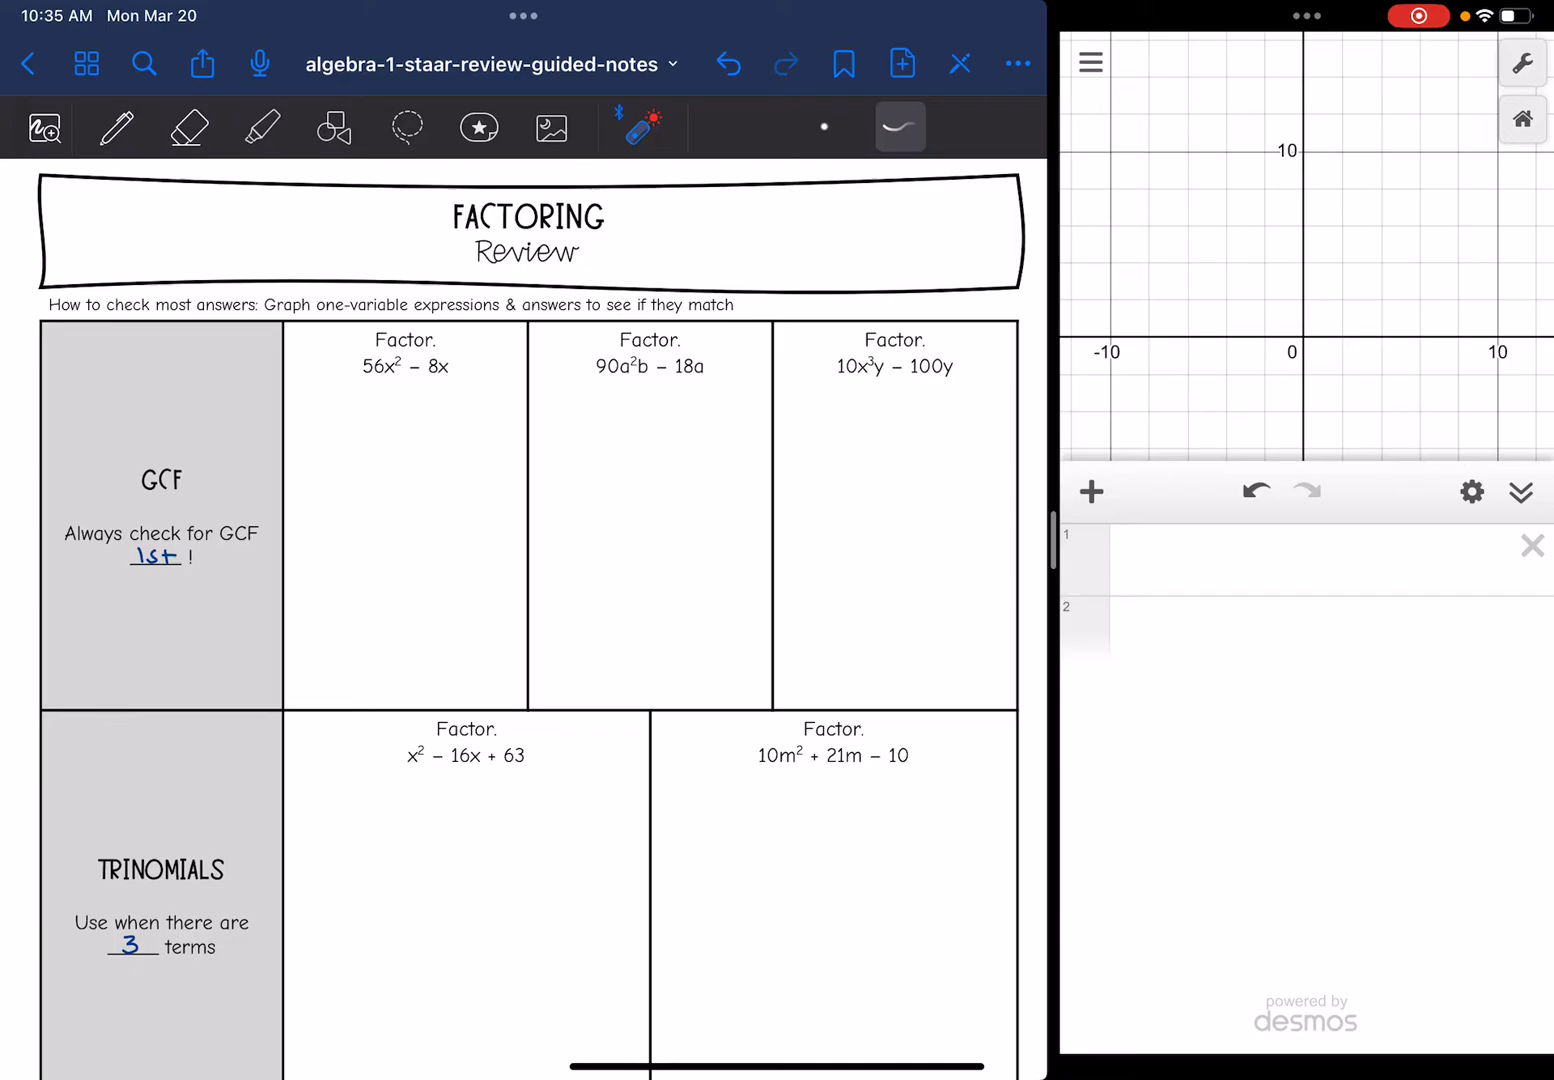 10:35 AM Mon Mar 20
algebra-1-staar-review-guided-notes
FACTORING
Review
How to check most answers: Graph one-variable expressions & answers to see if they match
GCF
Always check for GCF
1st !
Factor.
56x² – 8x
Factor.
90a²b – 18a
Factor.
10x³y – 100y
TRINOMIALS
Use when there are
3 terms
Factor.
x² – 16x + 63
Factor.
10m² + 21m – 10
10
-10
0
10
1
2
powered by
desmos